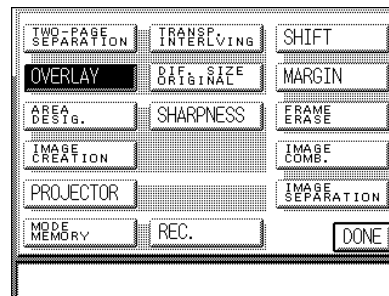 TWO-PAGE
SEPARATION
TRANSP.
INTERLVING
SHIFT
OVERLAY
DIF. SIZE
ORIGINAL
MARGIN
AREA
DESIG.
SHARPNESS
FRAME
ERASE
IMAGE
CREATION
IMAGE
COMB.
PROJECTOR
IMAGE
SEPARATION
MODE
MEMORY
REC.
DONE